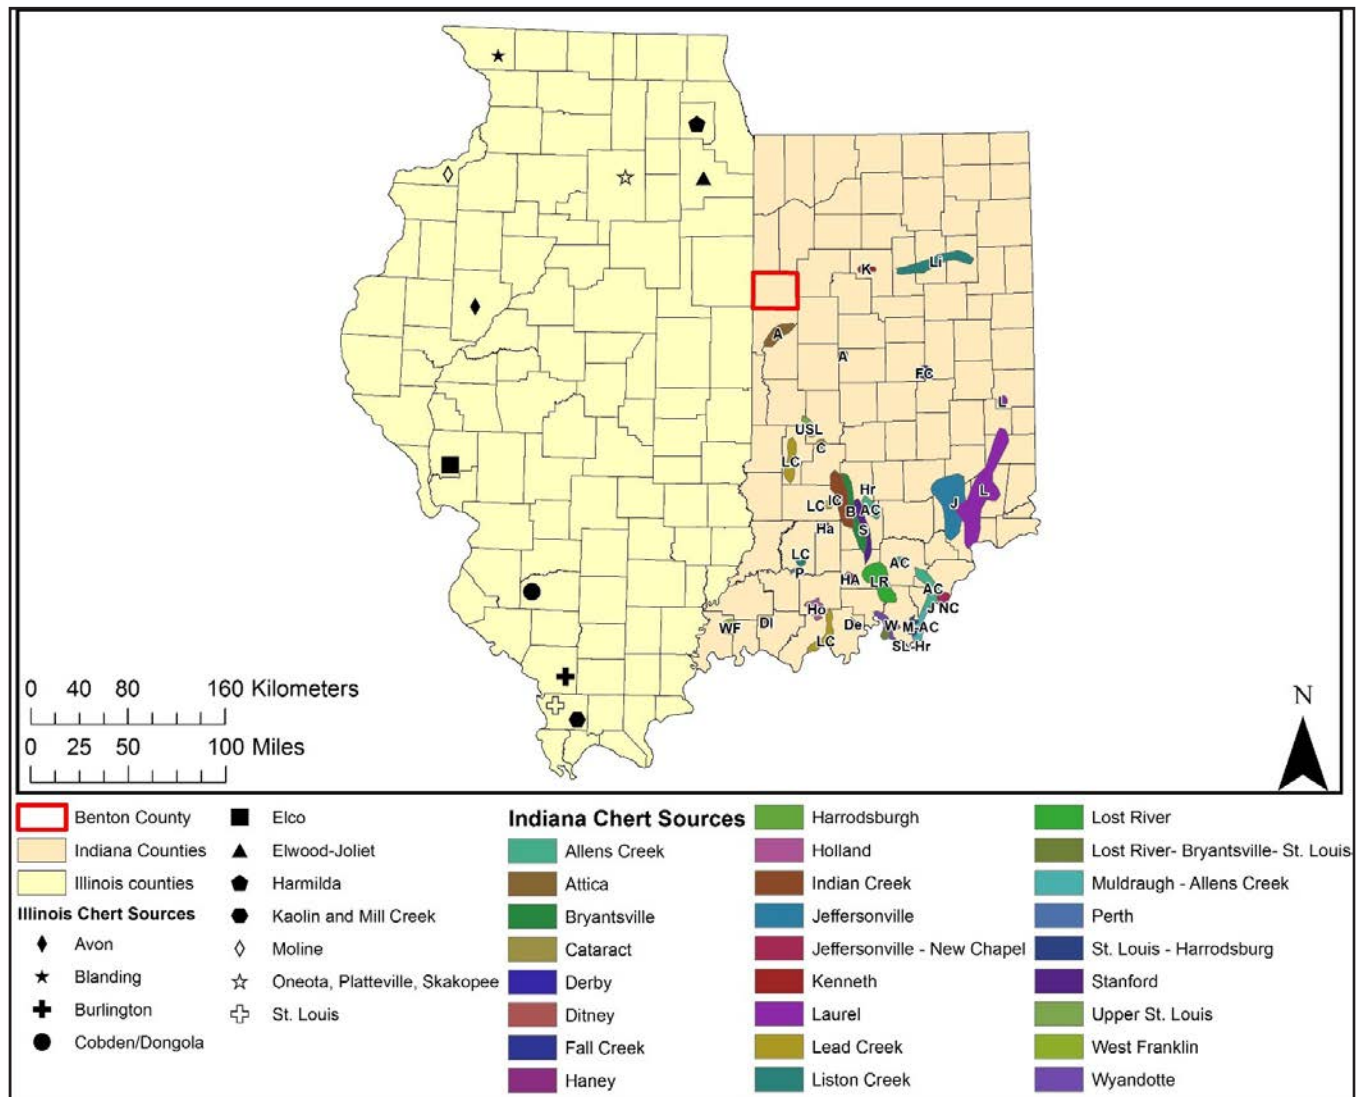 K
Li
A
A
FC
L
USL
C
LC
Hr
LC
IC
B
AC
S
J
L
Ha
LC
P
AC
HA
LR
AC
J NC
Ho
WF
DI
De
W
M-AC
LC
SL-Hr
0 40 80 160 Kilometers
0 25 50 100 Miles
N
Benton County
Indiana Counties
Illinois counties
Illinois Chert Sources
Avon
Blanding
Burlington
Cobden/Dongola
Elco
Elwood-Joliet
Harmilda
Kaolin and Mill Creek
Moline
Oneota, Platteville, Skakopee
St. Louis
Indiana Chert Sources
Allens Creek
Attica
Bryantsville
Cataract
Derby
Ditney
Fall Creek
Haney
Harrodsburgh
Holland
Indian Creek
Jeffersonville
Jeffersonville - New Chapel
Kenneth
Laurel
Lead Creek
Liston Creek
Lost River
Lost River- Bryantsville- St. Louis
Muldraugh - Allens Creek
Perth
St. Louis - Harrodsburg
Stanford
Upper St. Louis
West Franklin
Wyandotte